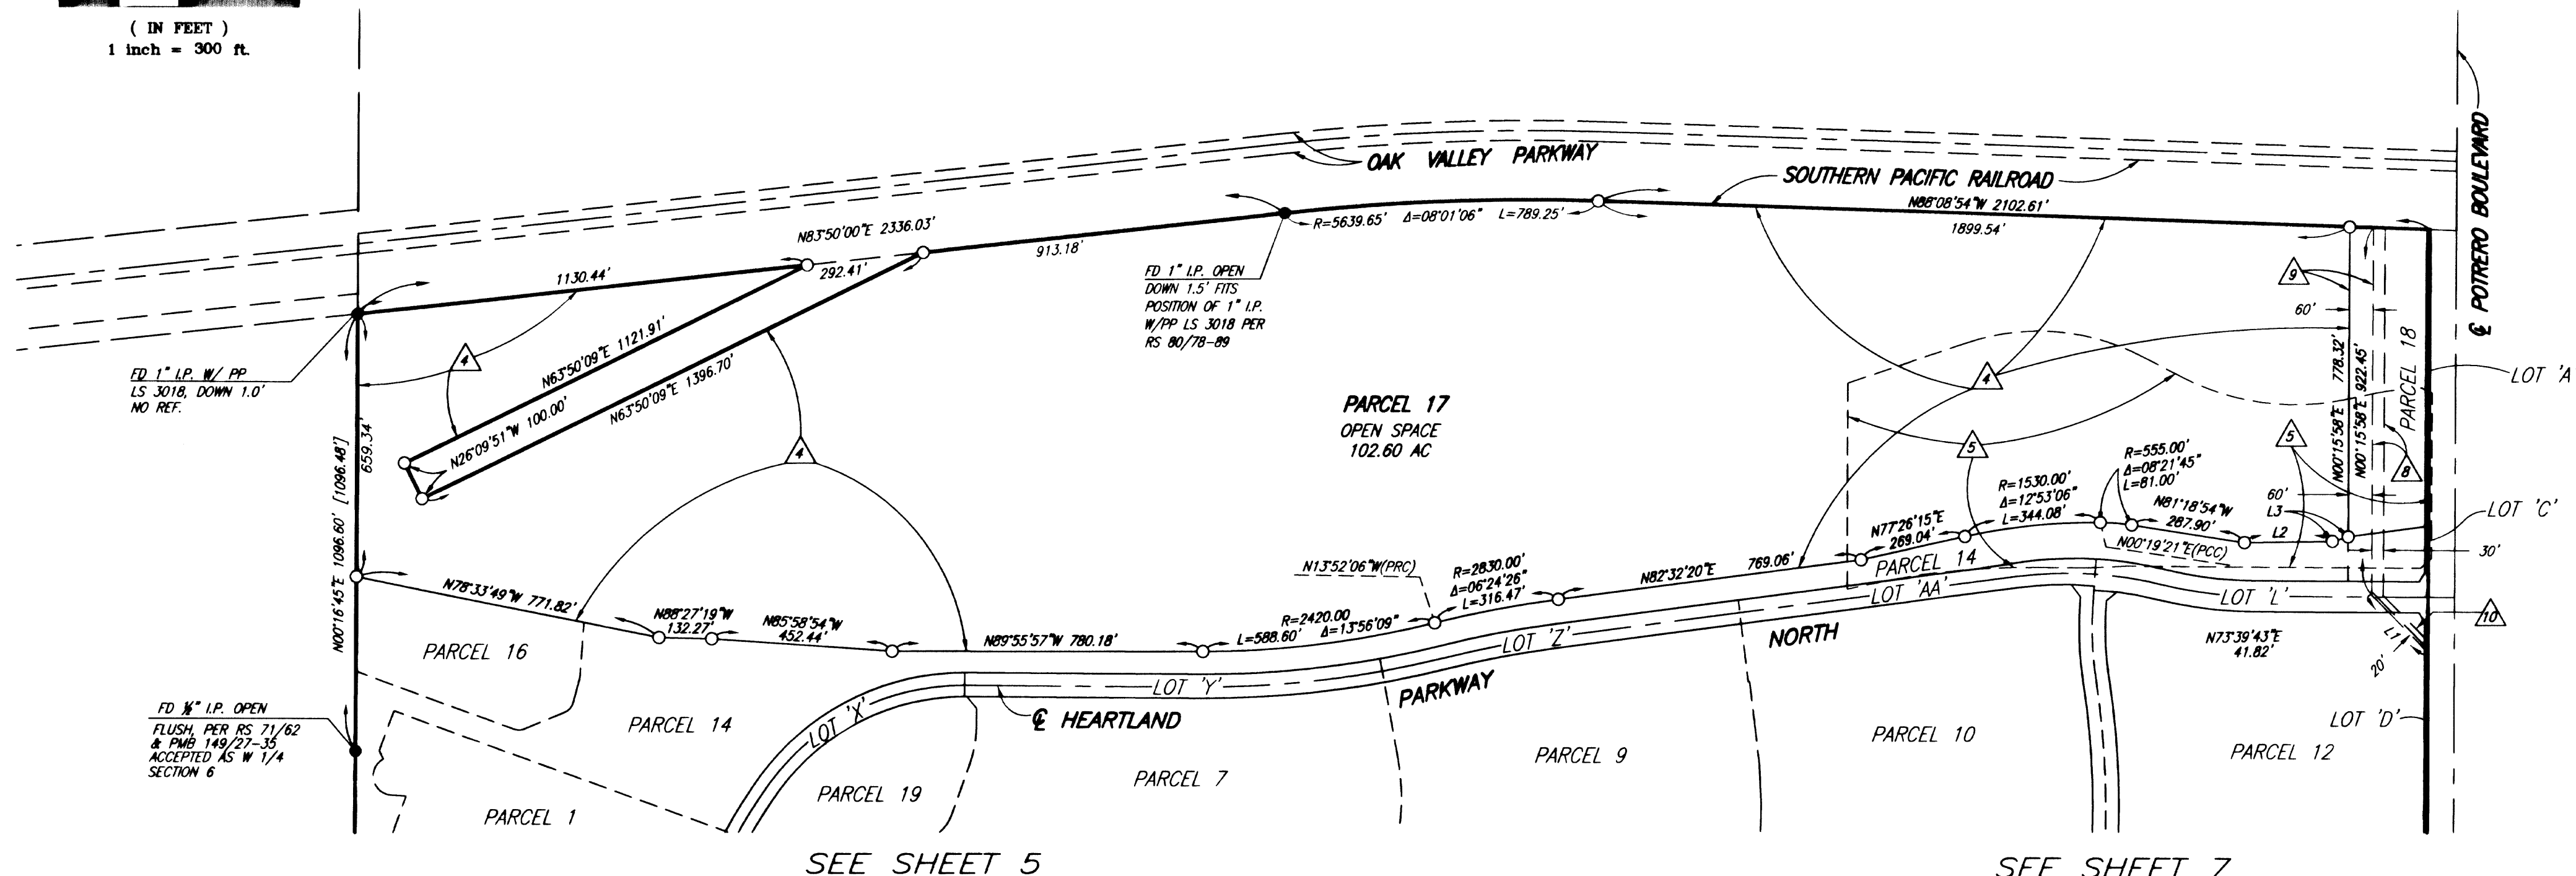 ( IN FEET )
1 inch = 300 ft.
OAK VALLEY PARKWAY
SOUTHERN PACIFIC RAILROAD
℄ POTRERO BOULEVARD
N83°50'00"E 2336.03'
1130.44'
292.41'
913.18'
R=5639.65' Δ=08°01'06" L=789.25'
N88°08'54"W 2102.61'
1899.54'
FD 1" I.P. OPEN
DOWN 1.5' FITS
POSITION OF 1" I.P.
W/PP LS 3018 PER
RS 80/78-89
9
60'
PARCEL 18
LOT 'A
FD 1" I.P. W/ PP
LS 3018, DOWN 1.0'
NO REF.
4
N63°50'09"E 1121.91'
N63°50'09"E 1396.70'
N26°09'51"W 100.00'
4
PARCEL 17
OPEN SPACE
102.60 AC
4
5
5
8
N00°15'58"E 778.32'
N00°15'58"E 922.45'
659.34'
N00°16'45"E 1096.60' [1096.48']
R=555.00'
Δ=08°21'45"
L=81.00'
R=1530.00'
Δ=12°53'06"
L=344.08'
N81°18'54"W
287.90'
60'
L3
L2
LOT 'C'
30'
N77°26'15"E
269.04'
N00°19'21"E(PCC)
PARCEL 14
N13°52'06"W(PRC)
R=2830.00'
Δ=06°24'26"
L=316.47'
N82°32'20"E 769.06'
N78°33'49"W 771.82'
N88°27'19"W
132.27'
N85°58'54"W
452.44'
N89°55'57"W 780.18'
R=2420.00
L=588.60' Δ=13°56'09"
LOT 'AA'
LOT 'L'
10
LOT 'Z'
NORTH
N73°39'43"E
41.82'
L1
20'
PARCEL 16
LOT 'Y'
PARKWAY
℄ HEARTLAND
LOT 'X'
PARCEL 14
FD ½" I.P. OPEN
FLUSH, PER RS 71/62
& PMB 149/27-35
ACCEPTED AS W 1/4
SECTION 6
LOT 'D'
PARCEL 10
PARCEL 12
PARCEL 9
PARCEL 7
PARCEL 19
PARCEL 1
SEE SHEET 5
SEE SHEET 7